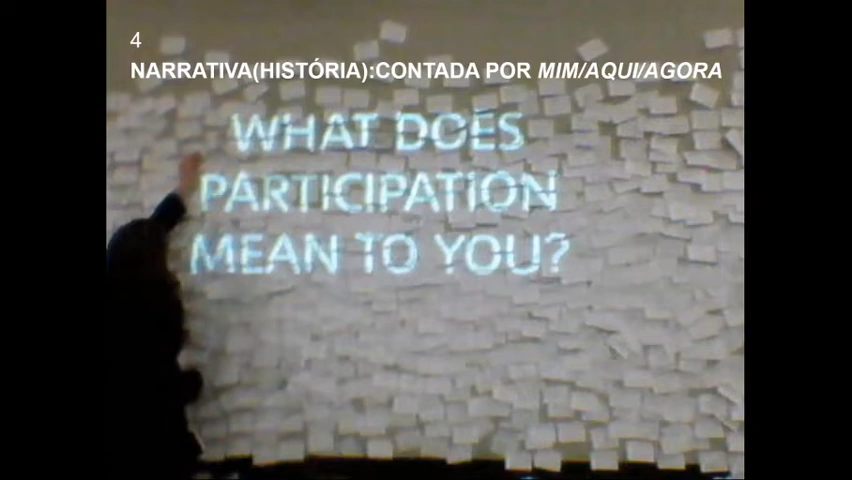 4
NARRATIVA(HISTÓRIA):CONTADA POR MIM/AQUI/AGORA
WHAT DOES
PARTICIPATION
MEAN TO YOU?